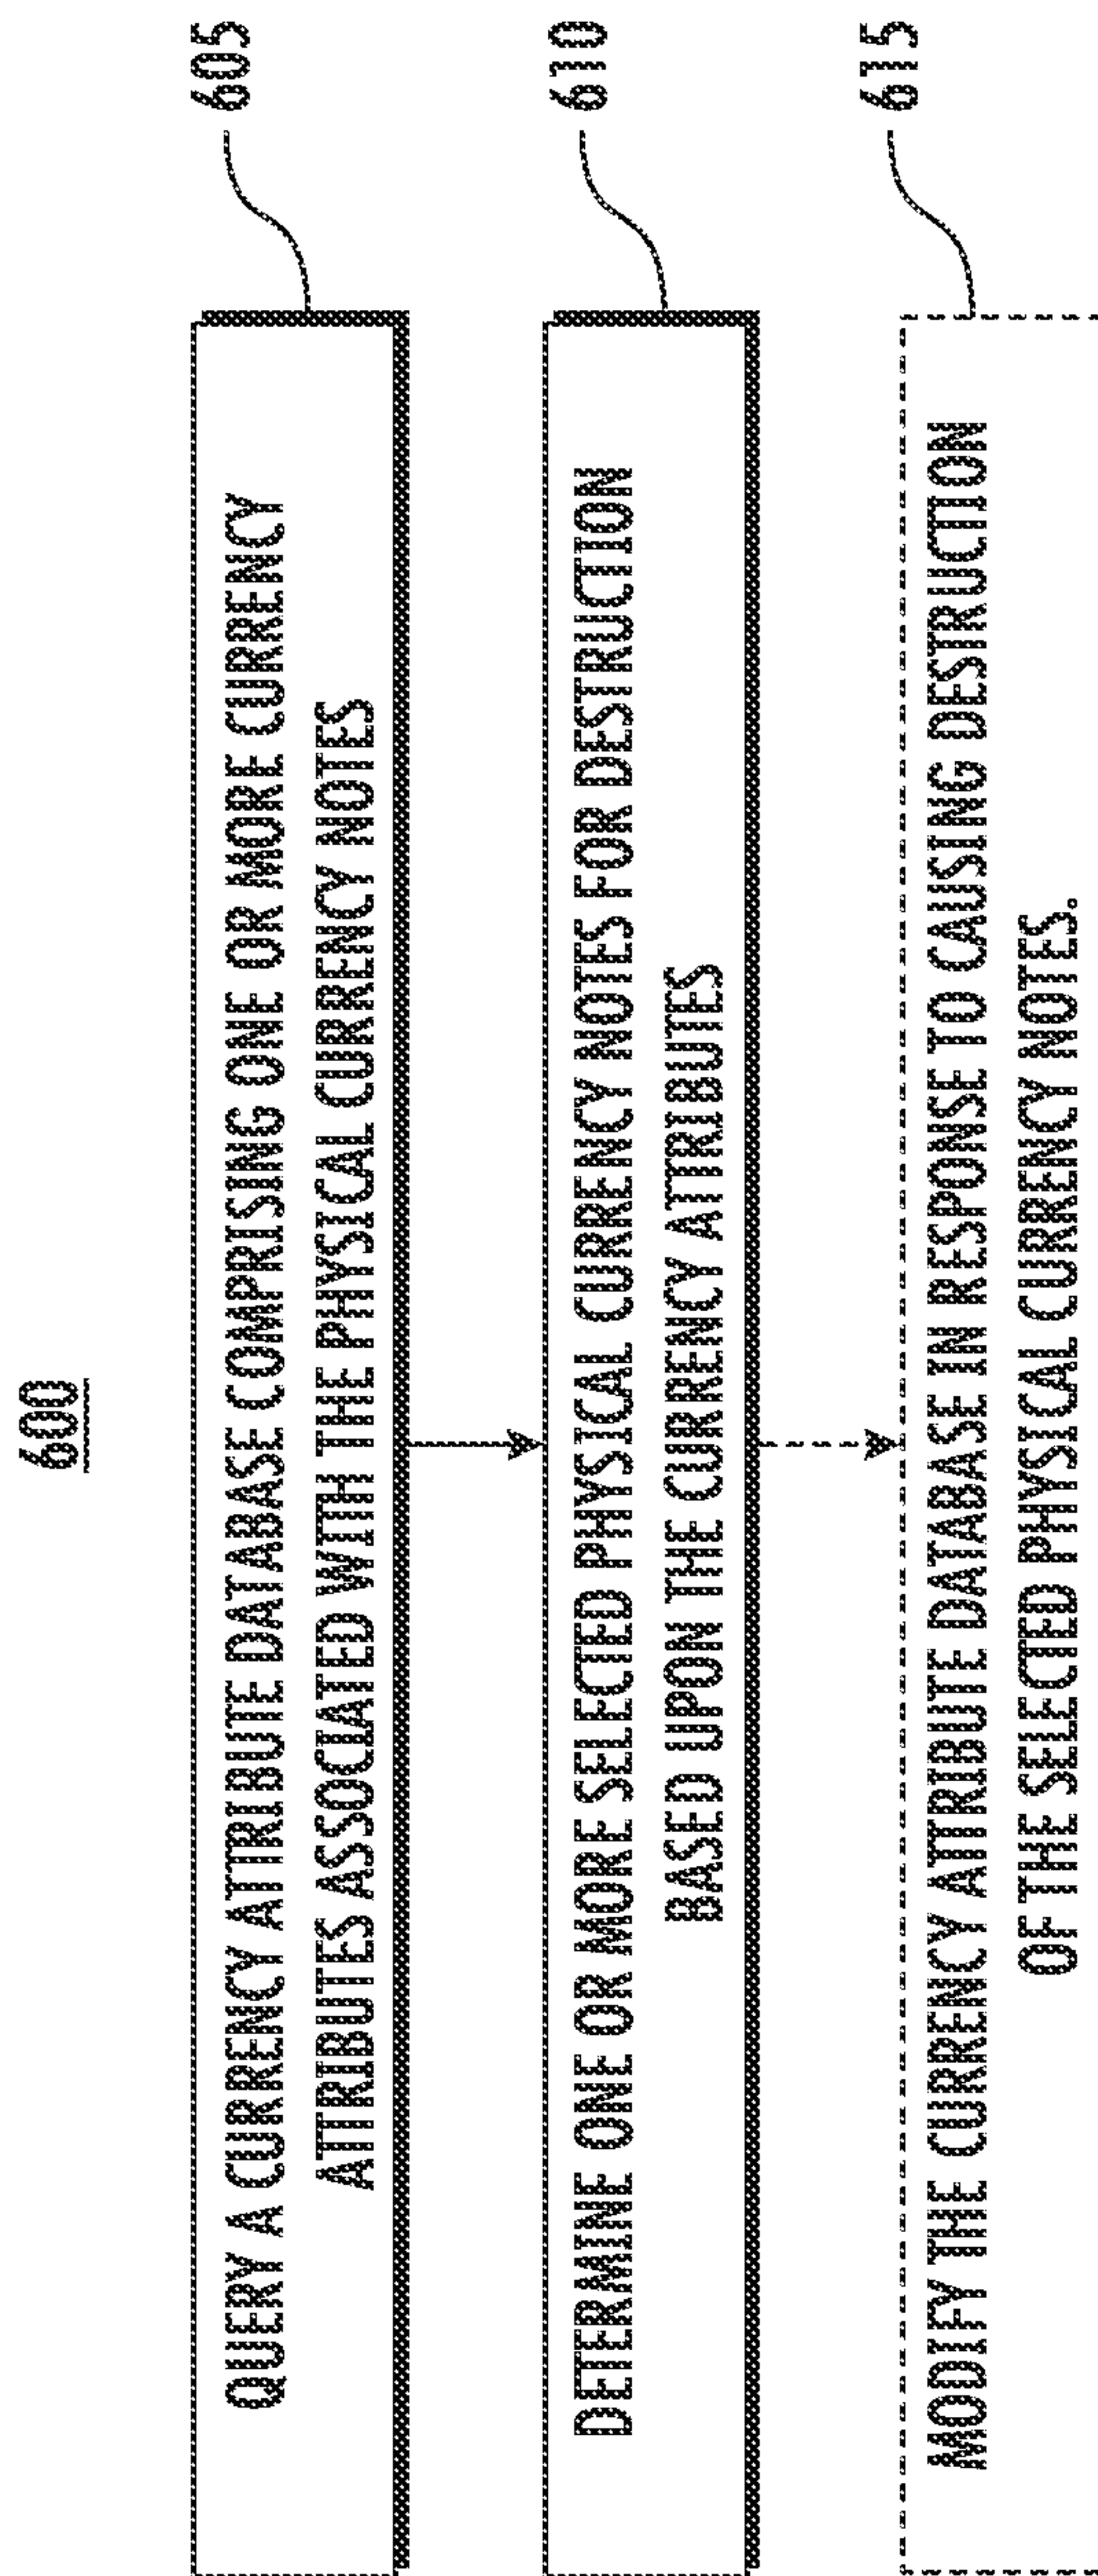 600
QUERY A CURRENCY ATTRIBUTE DATABASE COMPRISING ONE OR MORE CURRENCY
ATTRIBUTES ASSOCIATED WITH THE PHYSICAL CURRENCY NOTES
605
DETERMINE ONE OR MORE SELECTED PHYSICAL CURRENCY NOTES FOR DESTRUCTION
BASED UPON THE CURRENCY ATTRIBUTES
610
MODIFY THE CURRENCY ATTRIBUTE DATABASE IN RESPONSE TO CAUSING DESTRUCTION
OF THE SELECTED PHYSICAL CURRENCY NOTES.
615